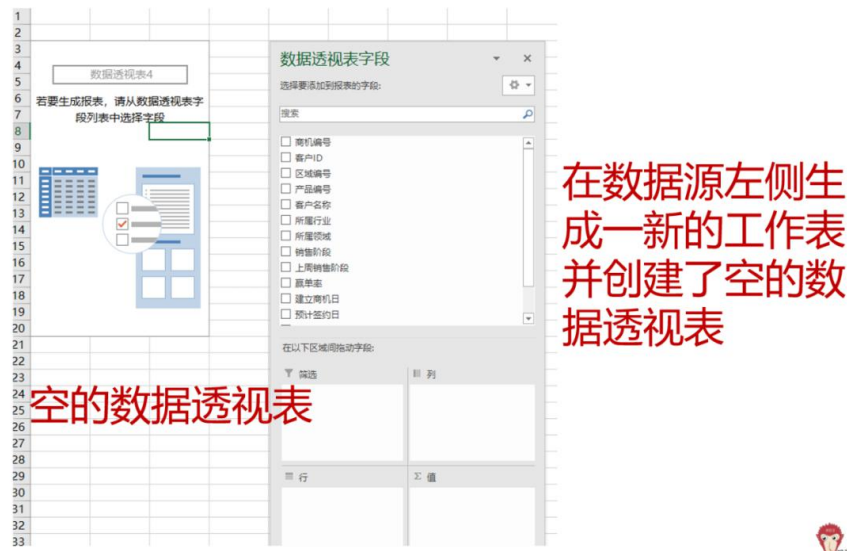 1
2
3
4
5
6
7
8
9
10
11
12
13
14
15
16
17
18
19
20
21
22
23
24
25
26
27
28
29
30
31
32
33
数据透视表4
若要生成报表，请从数据透视表字
段列表中选择字段
空的数据透视表
数据透视表字段
选择要添加到报表的字段:
搜索
商机编号
客户ID
区域编号
产品编号
客户名称
所属行业
所属领域
销售阶段
上周销售阶段
赢单率
建立商机日
预计签约日
在以下区域间拖动字段:
筛选
列
行
Σ 值
在数据源左侧生
成一新的工作表
并创建了空的数
据透视表